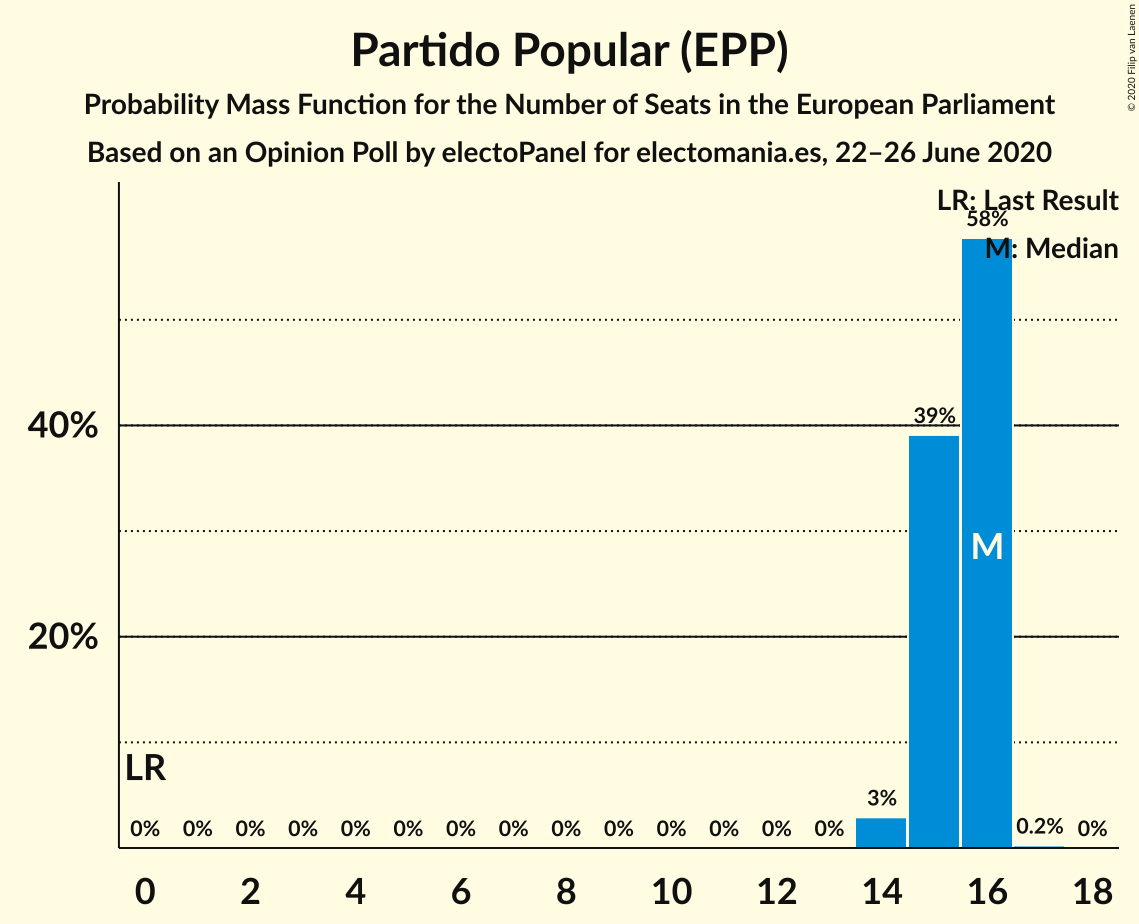 Partido Popular (EPP)
Probability Mass Function for the Number of Seats in the European Parliament
Based on an Opinion Poll by electoPanel for electomania.es, 22–26 June 2020
© 2020 Filip van Laenen
LR: Last Result
58%
M: Median
40%
39%
M
20%
LR
3%
0% 0% 0% 0% 0% 0% 0% 0% 0% 0% 0% 0% 0% 0% 0.2% 0%
0 2 4 6 8 10 12 14 16 18